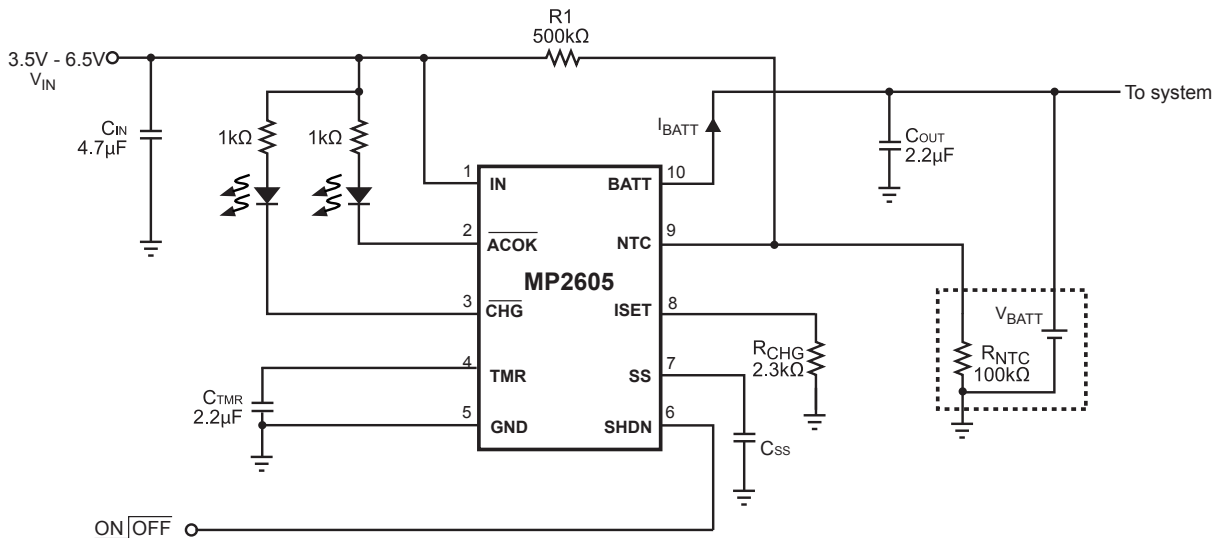 R1
500kΩ
3.5V - 6.5V
VIN
CIN
4.7µF
1kΩ
1kΩ
IBATT
COUT
2.2µF
To system
1
IN
BATT
10
2
ACOK
NTC
9
MP2605
3
CHG
ISET
8
VBATT
RCHG
2.3kΩ
RNTC
100kΩ
4
TMR
SS
7
CTMR
2.2µF
5
GND
SHDN
6
CSS
ON OFF